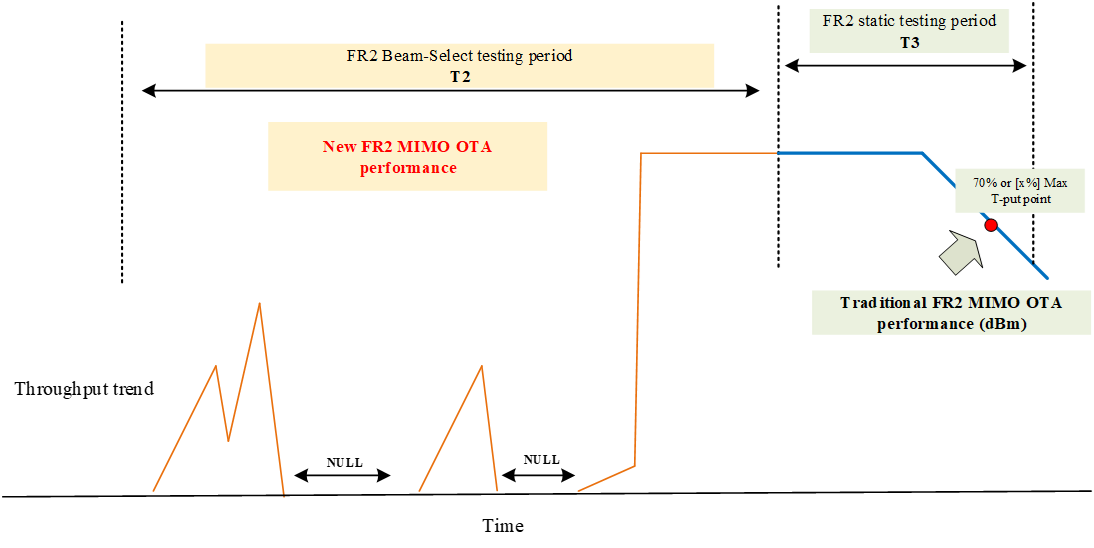 FR2 Beam-Select testing period
T2
FR2 static testing period
T3
New FR2 MIMO OTA
performance
70% or [x%] Max
T-put point
Traditional FR2 MIMO OTA
performance (dBm)
Throughput trend
NULL
NULL
Time